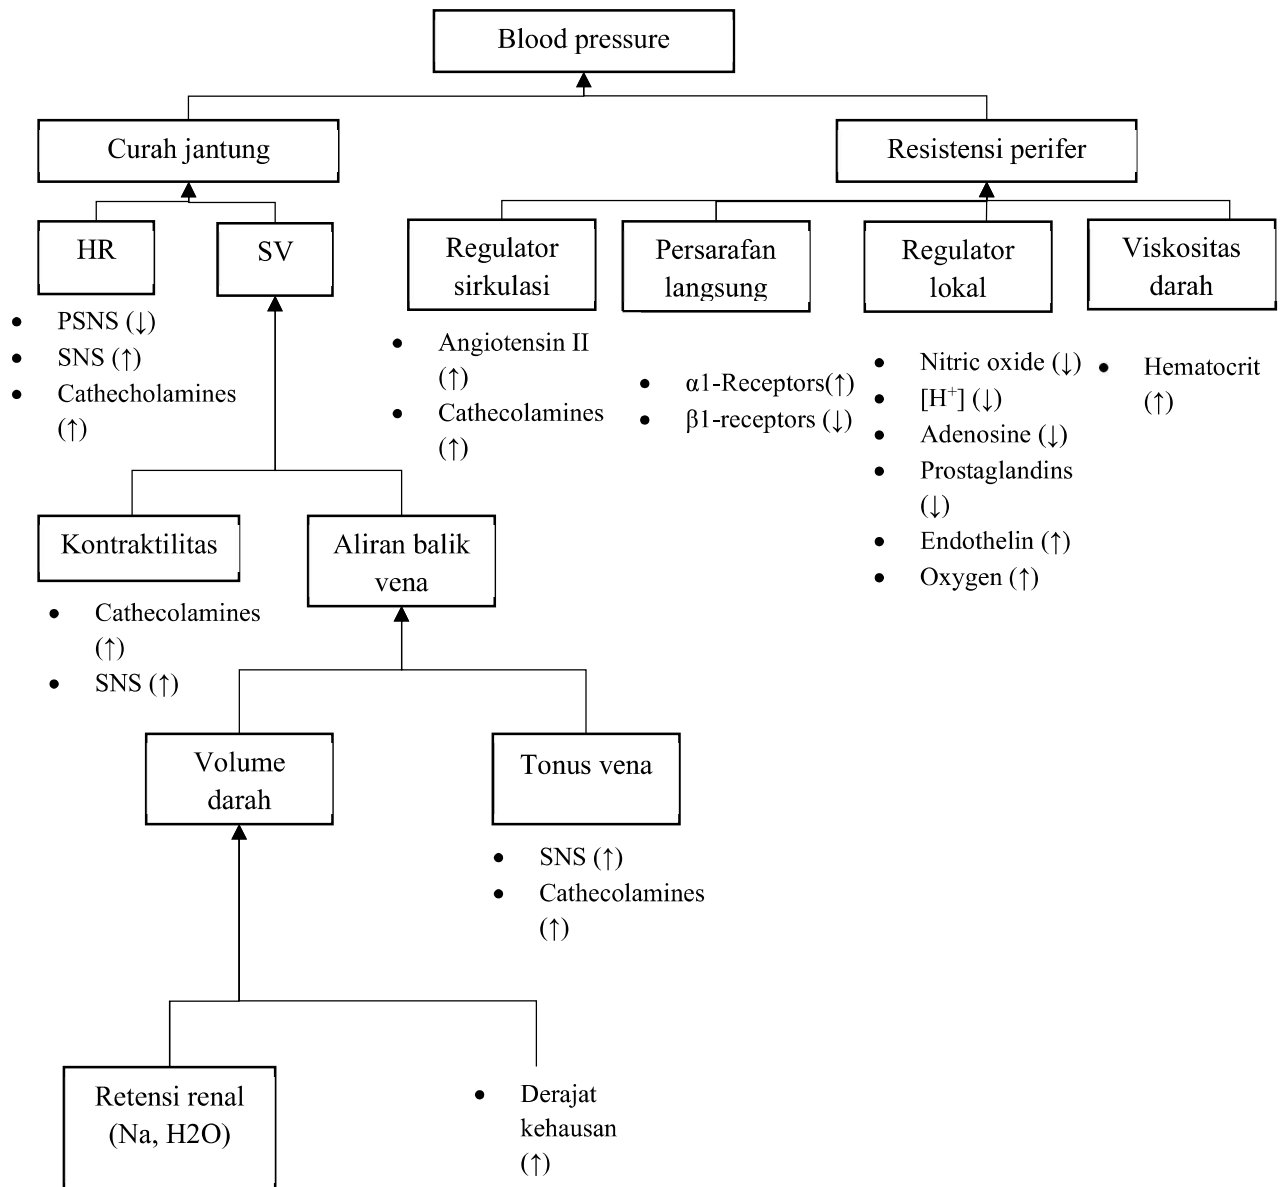 Blood pressure
Curah jantung
Resistensi perifer
HR
SV
Regulator
sirkulasi
Persarafan
langsung
Regulator
lokal
Viskositas
darah
• PSNS (↓)
• SNS (↑)
• Cathecholamines
(↑)
• Angiotensin II
(↑)
• Cathecolamines
(↑)
• α1-Receptors(↑)
• β1-receptors (↓)
• Nitric oxide (↓)
• [H⁺] (↓)
• Adenosine (↓)
• Prostaglandins
(↓)
• Endothelin (↑)
• Oxygen (↑)
• Hematocrit
(↑)
Kontraktilitas
Aliran balik
vena
• Cathecolamines
(↑)
• SNS (↑)
Volume
darah
Tonus vena
• SNS (↑)
• Cathecolamines
(↑)
Retensi renal
(Na, H2O)
• Derajat
kehausan
(↑)